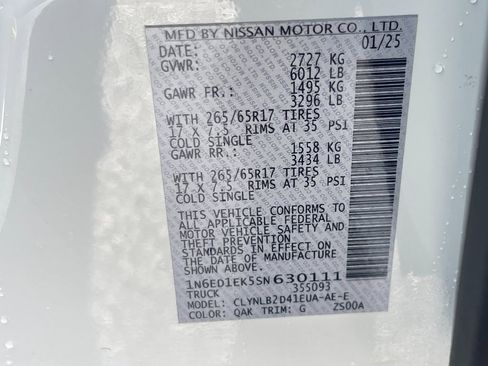 MFD BY NISSAN MOTOR CO., LTD.
DATE: 01/25
GVWR: 2727 KG
6012 LB
GAWR FR.: 1495 KG
3296 LB
WITH 265/65R17 TIRES
17 X 7.5 RIMS AT 35 PSI
COLD SINGLE
GAWR RR.: 1558 KG
3434 LB
WITH 265/65R17 TIRES
17 X 7.5 RIMS AT 35 PSI
COLD SINGLE
THIS VEHICLE CONFORMS TO
ALL APPLICABLE FEDERAL
MOTOR VEHICLE SAFETY AND
THEFT PREVENTION
STANDARDS IN EFFECT ON THE
DATE OF MANUFACTURE
SHOWN ABOVE.
1N6ED1EK5SN630111
TRUCK 355093
MODEL: CLYNLB2D41EUA-AE-E
COLOR: QAK TRIM: G ZS00A